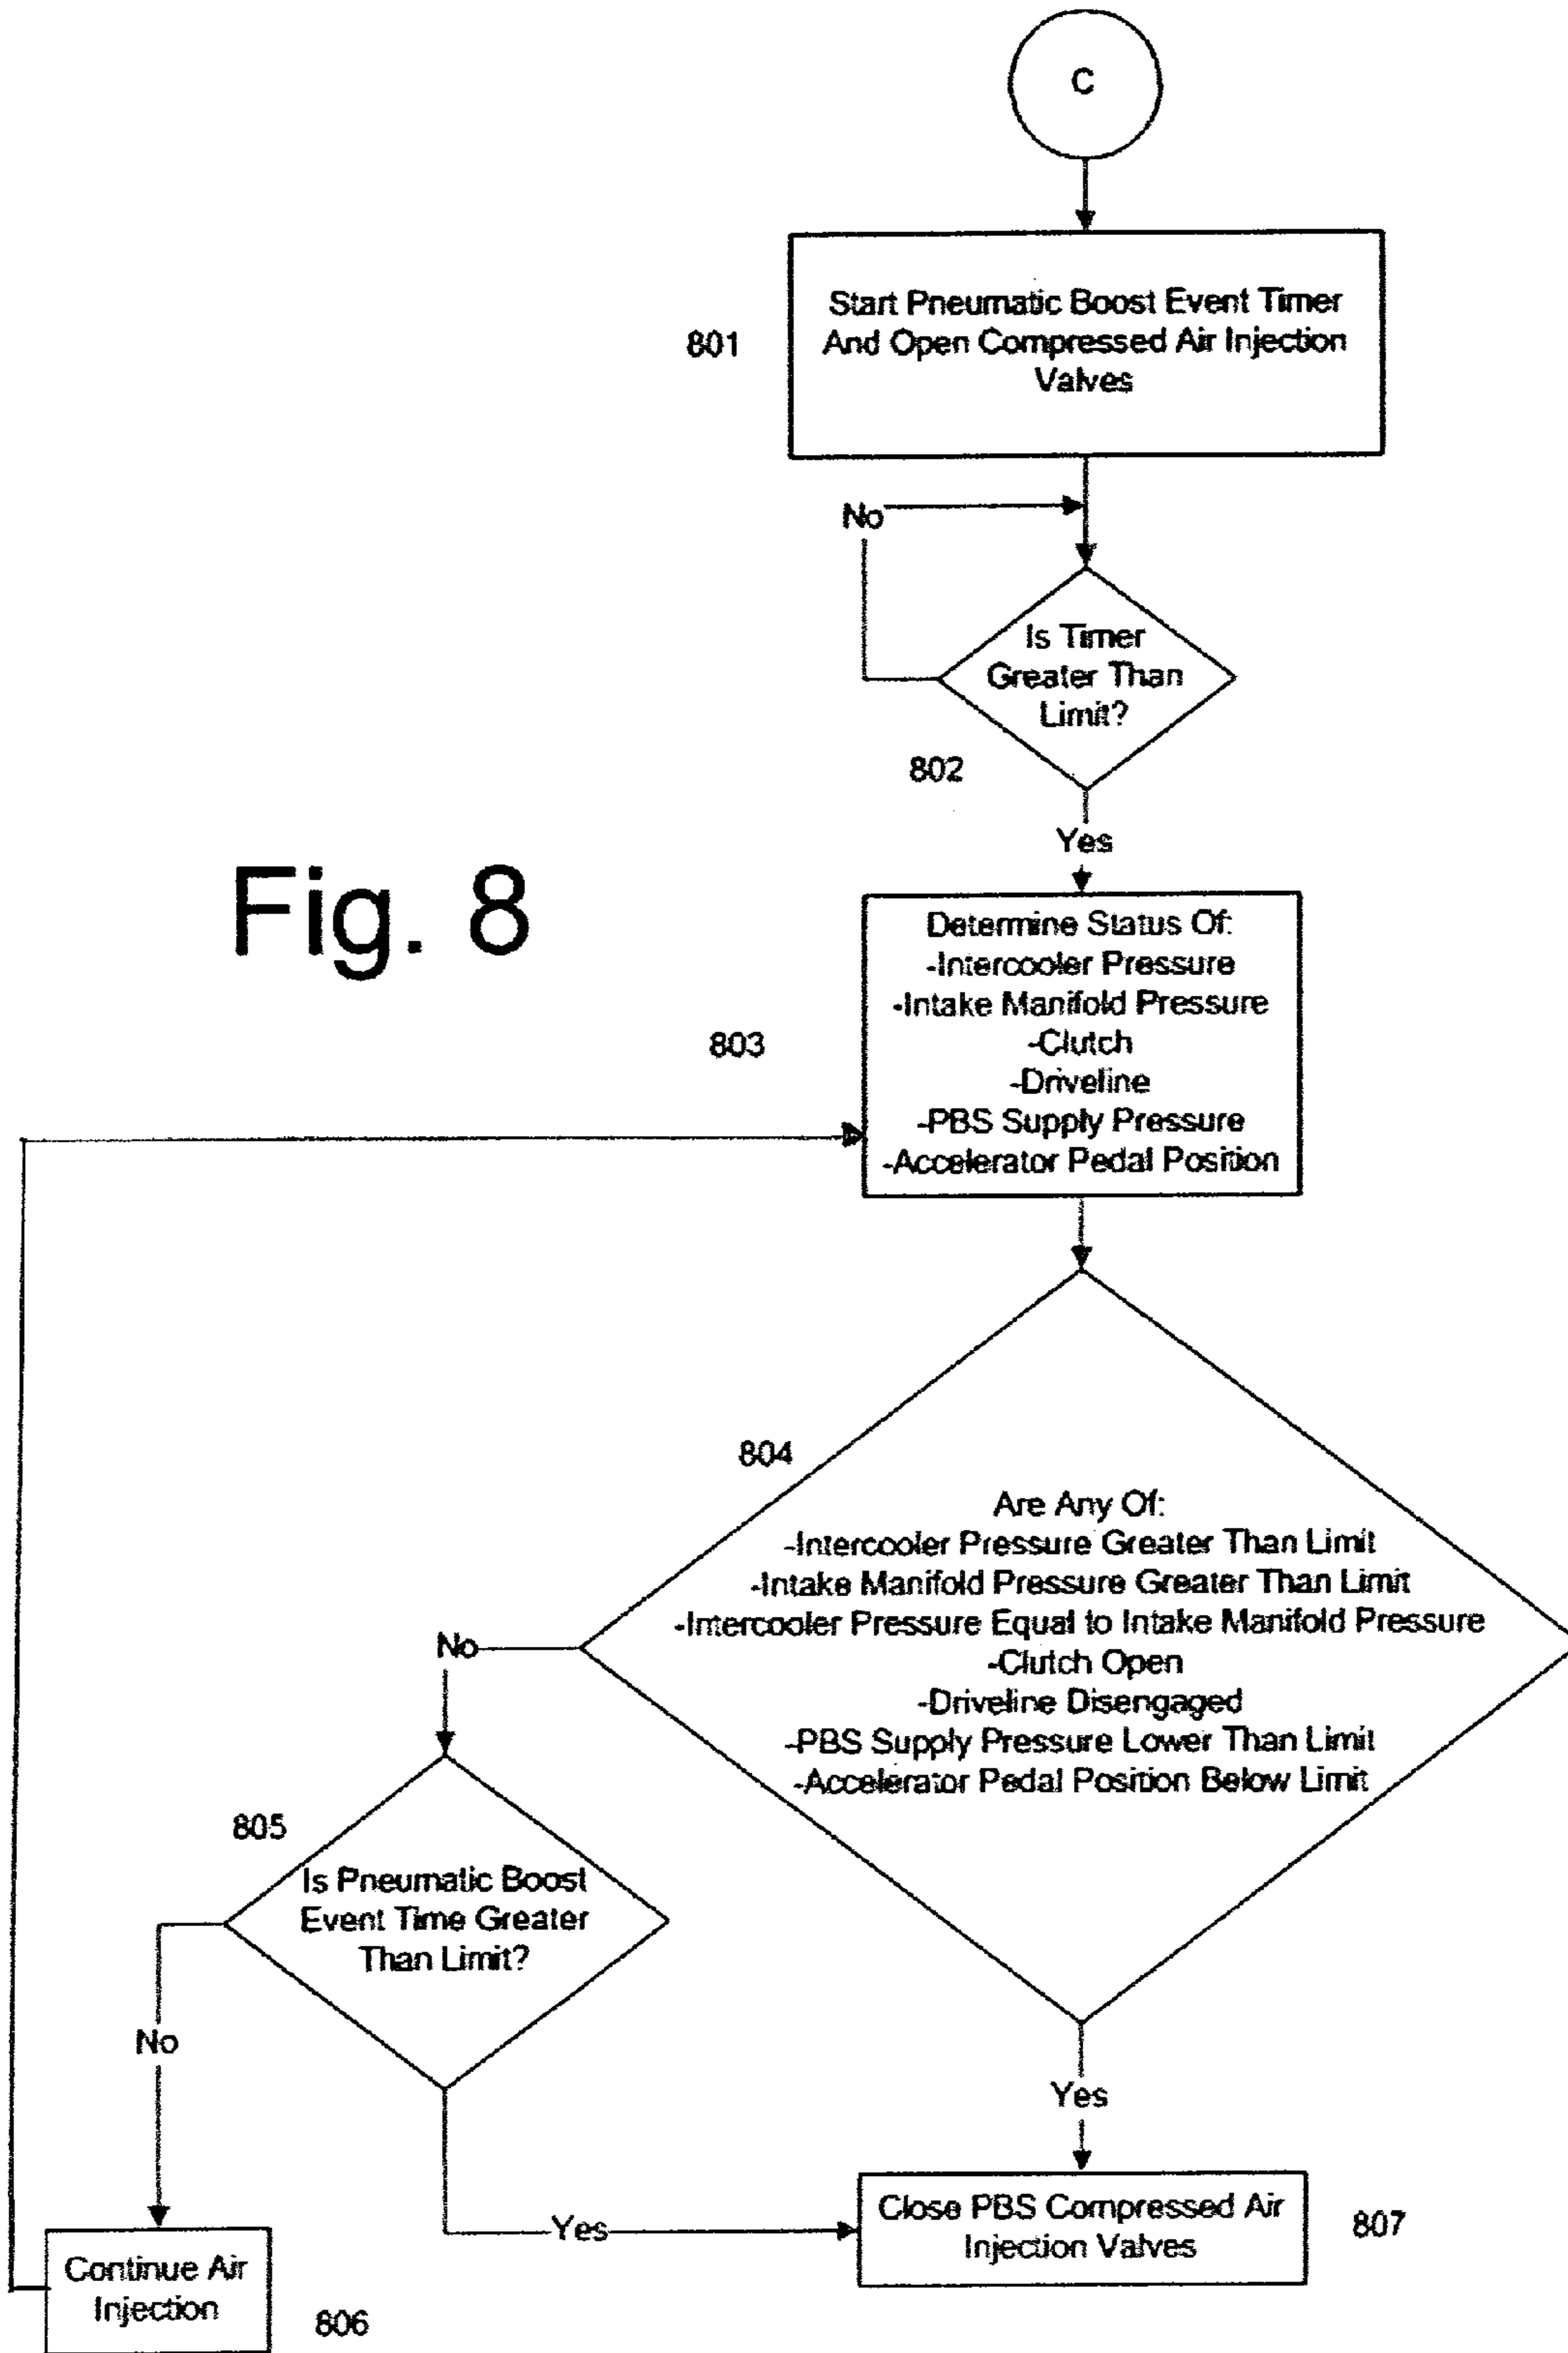 C
Start Pneumatic Boost Event Timer
And Open Compressed Air Injection
Valves
801
No
Is Timer
Greater Than
Limit?
802
Yes
Fig. 8
Determine Status Of:
-Intercooler Pressure
-Intake Manifold Pressure
-Clutch
-Driveline
-PBS Supply Pressure
-Accelerator Pedal Position
803
804
Are Any Of:
-Intercooler Pressure Greater Than Limit
-Intake Manifold Pressure Greater Than Limit
-Intercooler Pressure Equal to Intake Manifold Pressure
-Clutch Open
-Driveline Disengaged
-PBS Supply Pressure Lower Than Limit
-Accelerator Pedal Position Below Limit
No
805
Is Pneumatic Boost
Event Time Greater
Than Limit?
No
Yes
Yes
Close PBS Compressed Air
Injection Valves
807
Continue Air
Injection
806